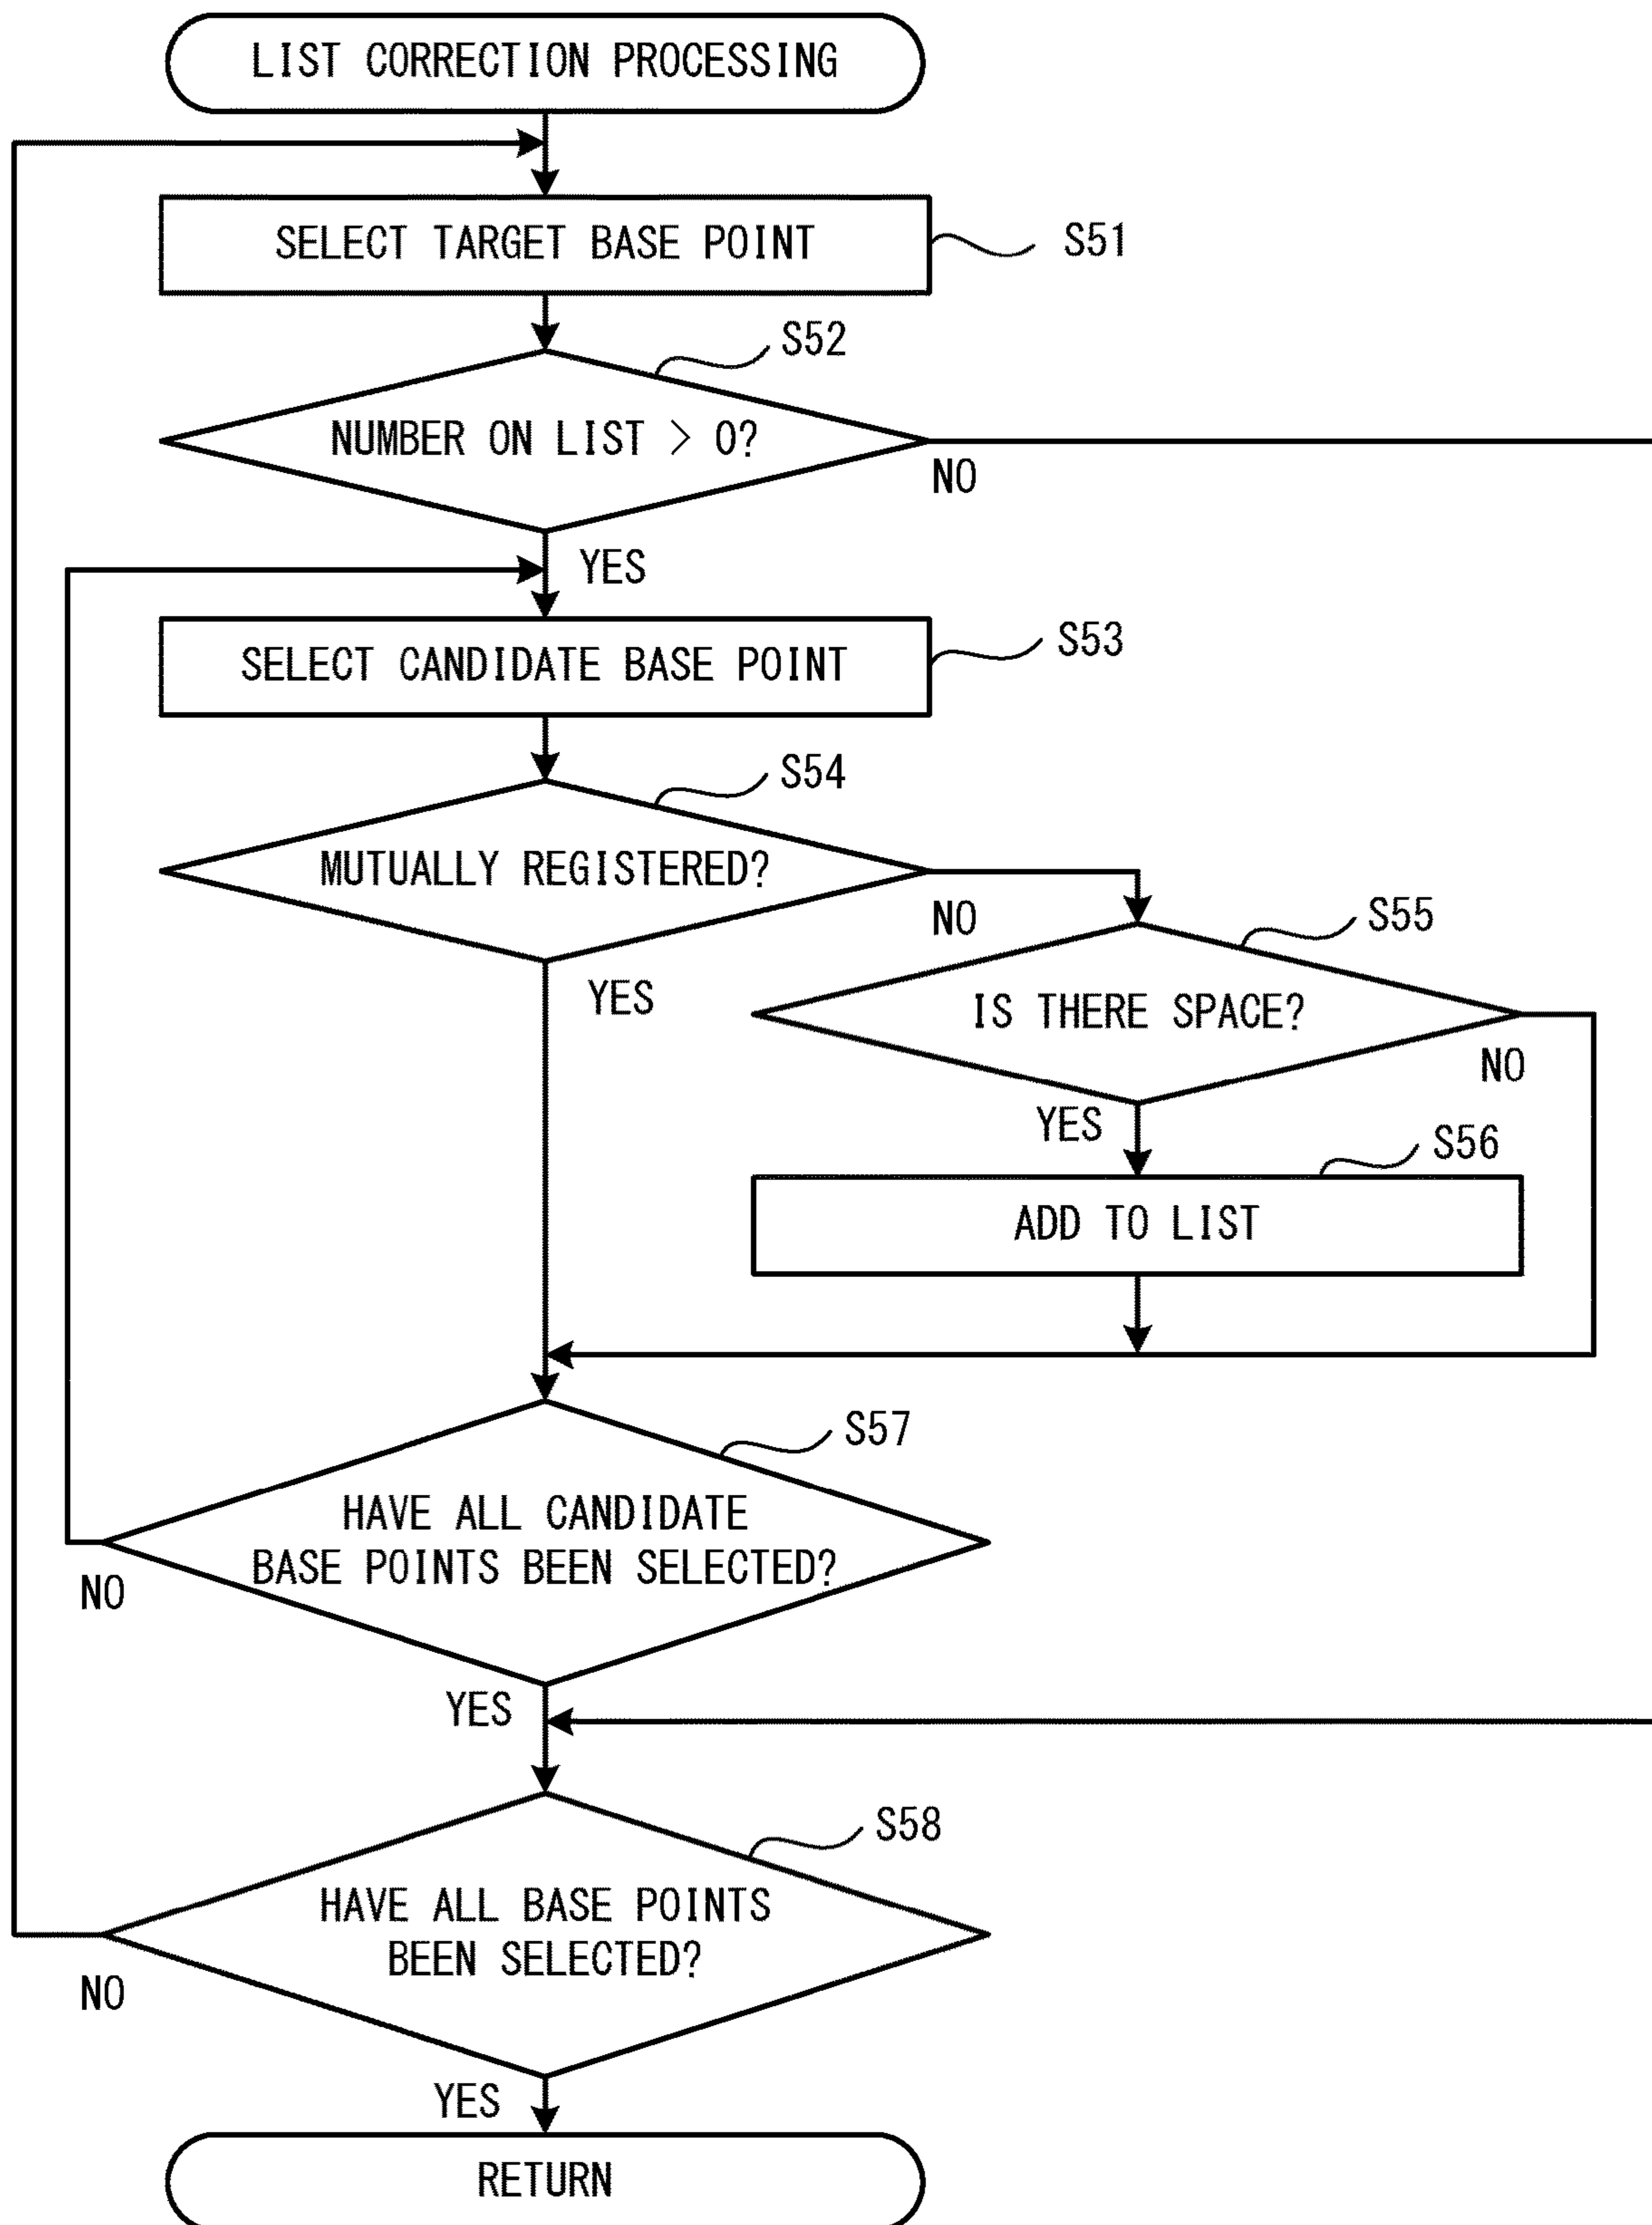 LIST CORRECTION PROCESSING
SELECT TARGET BASE POINT
S51
S52
NUMBER ON LIST > 0?
NO
YES
SELECT CANDIDATE BASE POINT
S53
S54
MUTUALLY REGISTERED?
NO
YES
S55
IS THERE SPACE?
NO
YES
S56
ADD TO LIST
S57
HAVE ALL CANDIDATE
BASE POINTS BEEN SELECTED?
NO
YES
S58
HAVE ALL BASE POINTS
BEEN SELECTED?
NO
YES
RETURN